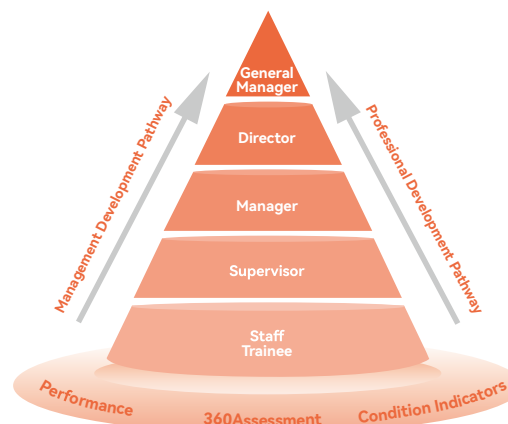 General
Manager
Director
Manager
Supervisor
Staff
Trainee
Management Development Pathway
Professional Development Pathway
Performance
360Assessment
Condition Indicators